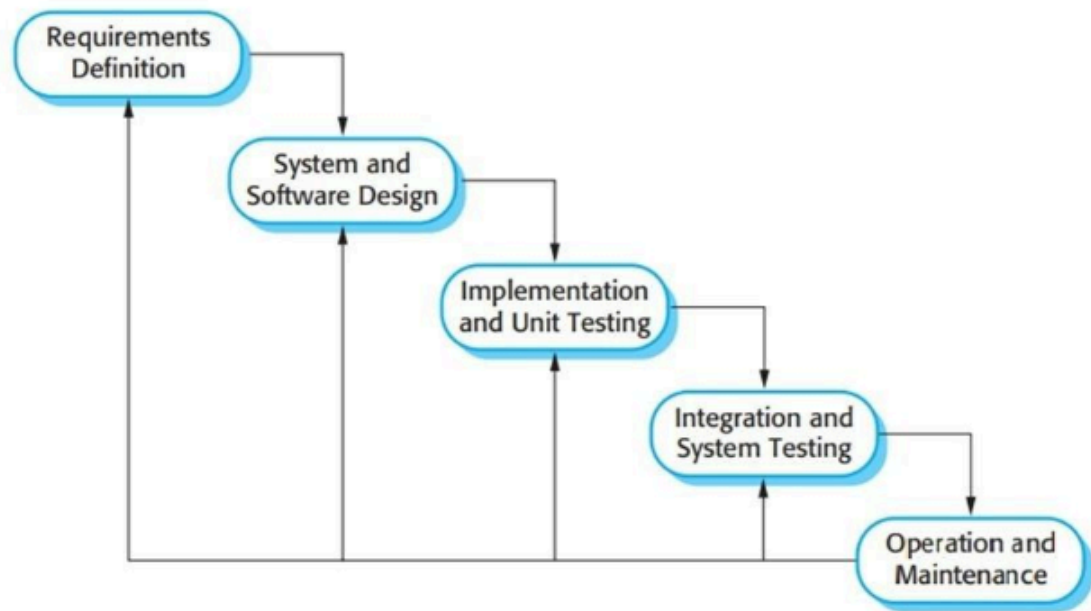 Requirements
Definition
System and
Software Design
Implementation
and Unit Testing
Integration and
System Testing
Operation and
Maintenance